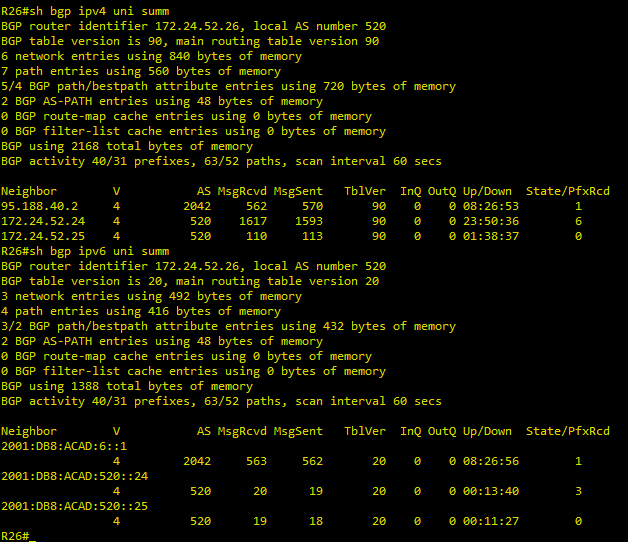 R26#sh bgp ipv4 uni summ
BGP router identifier 172.24.52.26, local AS number 520
BGP table version is 90, main routing table version 90
6 network entries using 840 bytes of memory
7 path entries using 560 bytes of memory
5/4 BGP path/bestpath attribute entries using 720 bytes of memory
2 BGP AS-PATH entries using 48 bytes of memory
0 BGP route-map cache entries using 0 bytes of memory
0 BGP filter-list cache entries using 0 bytes of memory
BGP using 2168 total bytes of memory
BGP activity 40/31 prefixes, 63/52 paths, scan interval 60 secs

Neighbor        V           AS MsgRcvd MsgSent   TblVer  InQ OutQ Up/Down  State/PfxRcd
95.188.40.2     4         2042     562     570       90    0    0 08:26:53        1
172.24.52.24    4          520    1617    1593       90    0    0 23:50:36        6
172.24.52.25    4          520     110     113       90    0    0 01:38:37        0
R26#sh bgp ipv6 uni summ
BGP router identifier 172.24.52.26, local AS number 520
BGP table version is 20, main routing table version 20
3 network entries using 492 bytes of memory
4 path entries using 416 bytes of memory
3/2 BGP path/bestpath attribute entries using 432 bytes of memory
2 BGP AS-PATH entries using 48 bytes of memory
0 BGP route-map cache entries using 0 bytes of memory
0 BGP filter-list cache entries using 0 bytes of memory
BGP using 1388 total bytes of memory
BGP activity 40/31 prefixes, 63/52 paths, scan interval 60 secs

Neighbor        V           AS MsgRcvd MsgSent   TblVer  InQ OutQ Up/Down  State/PfxRcd
2001:DB8:ACAD:6::1
                4         2042     563     562       20    0    0 08:26:56        1
2001:DB8:ACAD:520::24
                4          520      20      19       20    0    0 00:13:40        3
2001:DB8:ACAD:520::25
                4          520      19      18       20    0    0 00:11:27        0
R26#_